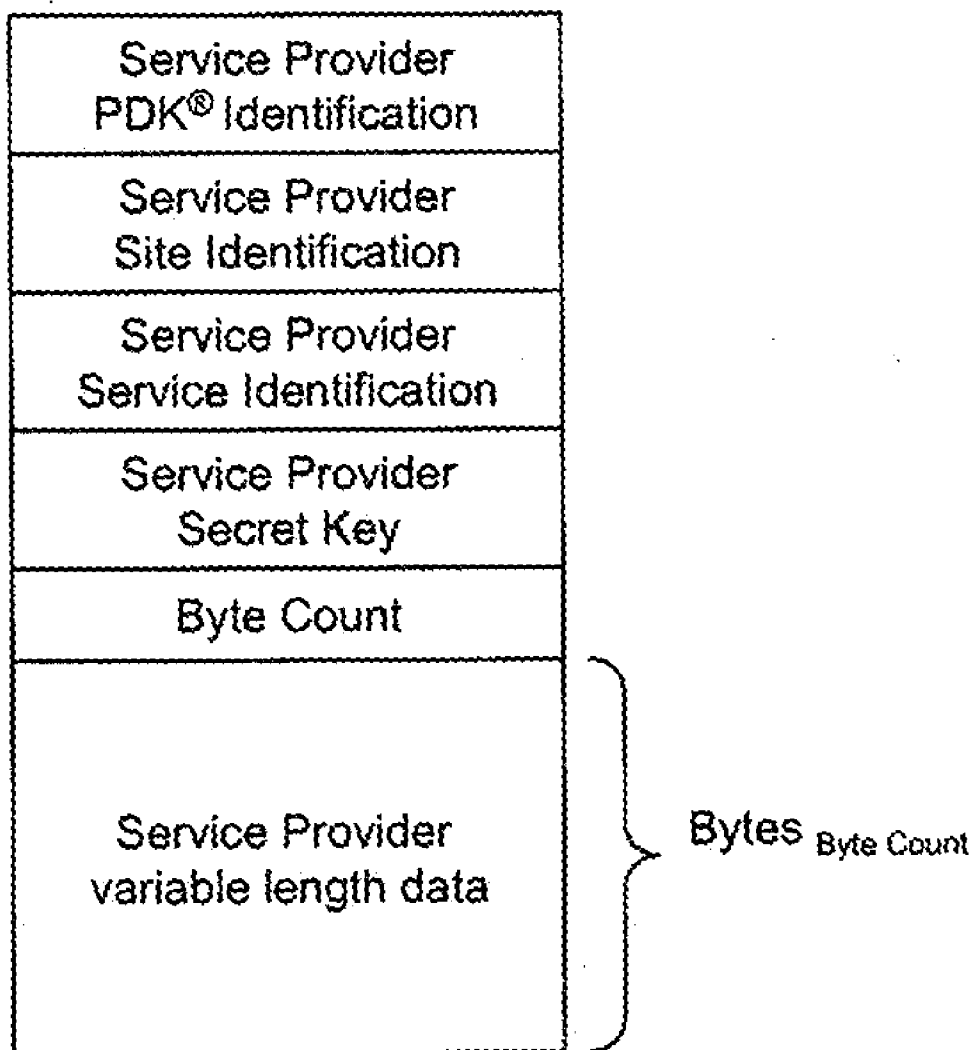 Service Provider
PDK® Identification
Service Provider
Site Identification
Service Provider
Service Identification
Service Provider
Secret Key
Byte Count
Service Provider
variable length data
Bytes Byte Count